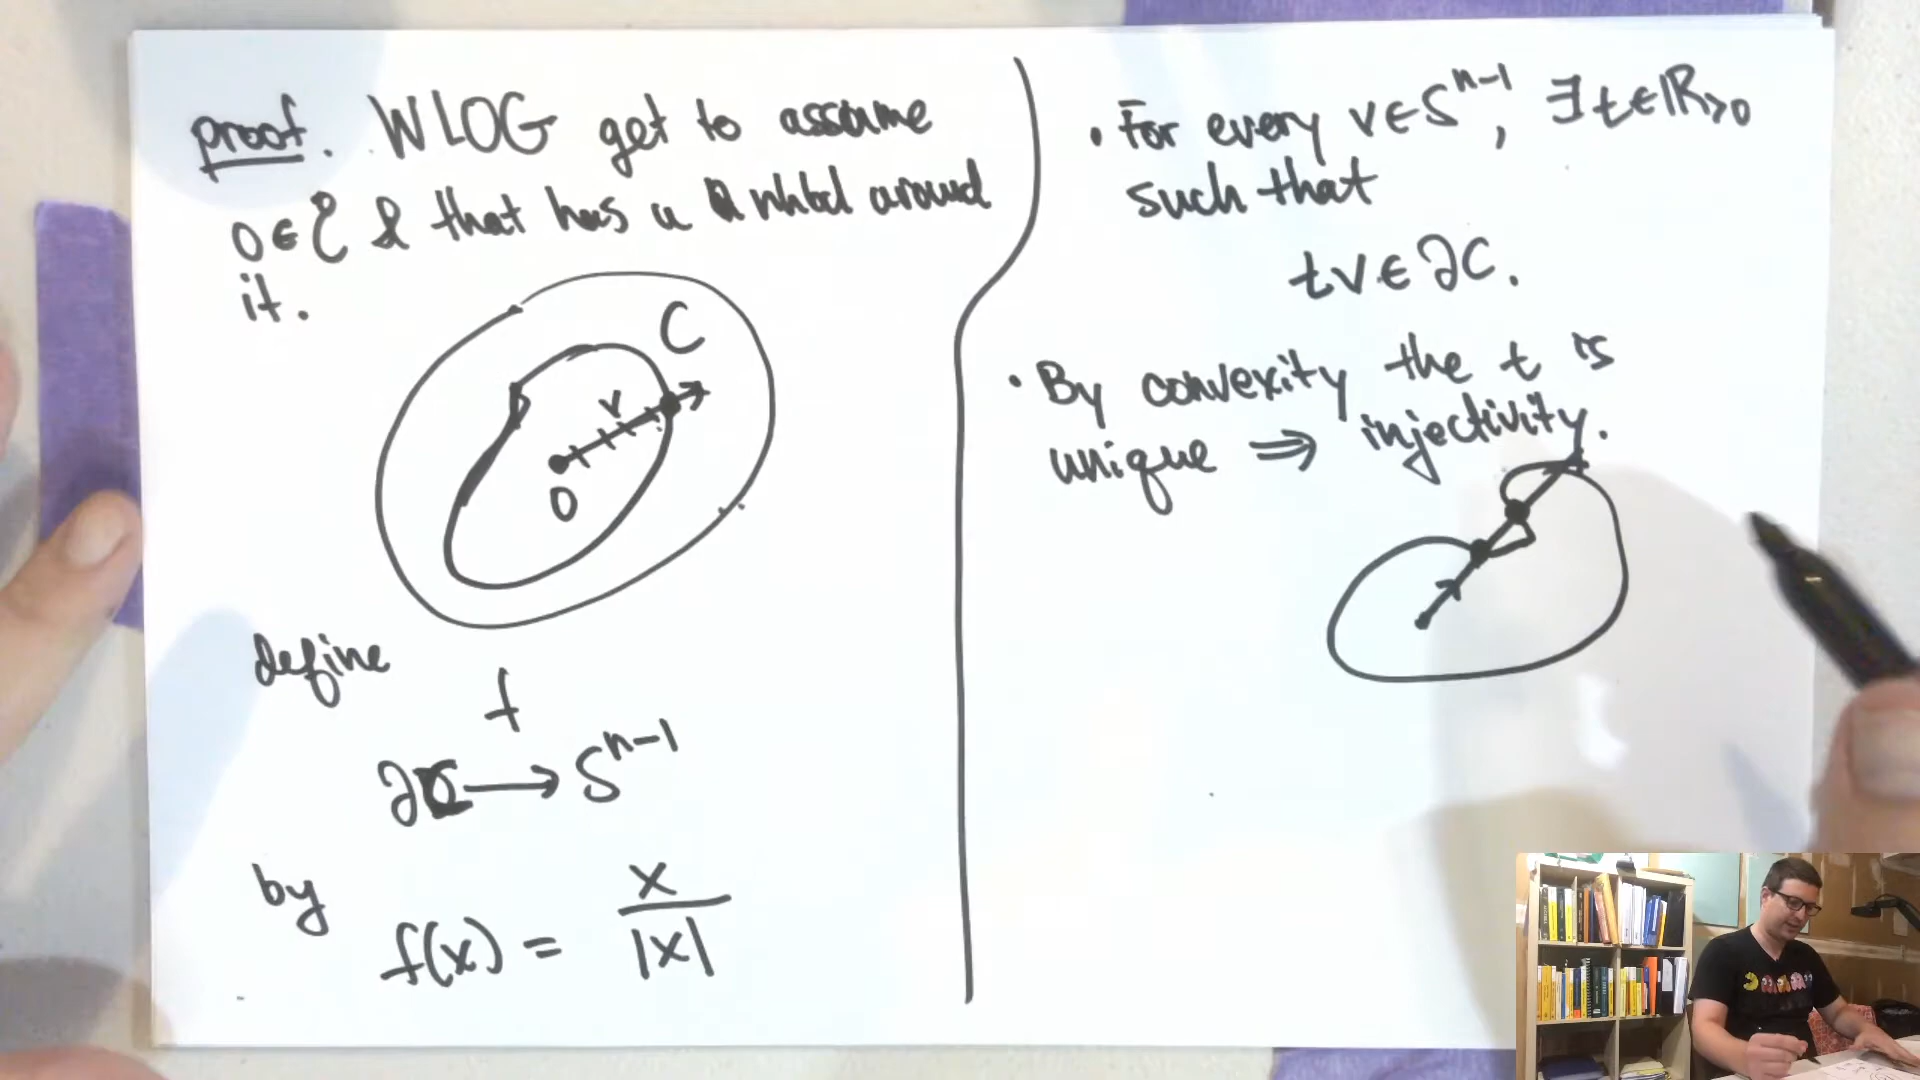 proof. WLOG get to assume
0 ∈ C & that has a nhbd around
it.
C
v
0
define
f
∂C → S^{n-1}
by
f(x) = x/|x|
• For every v ∈ S^{n-1}, ∃ t ∈ ℝ_{>0}
such that
tv ∈ ∂C.
• By convexity the t is
unique ⇒ injectivity.